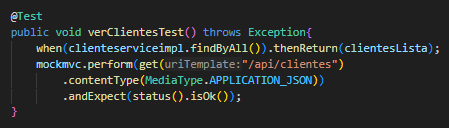 @Test
public void verClientesTest() throws Exception{
    when(clienteserviceimpl.findByAll()).thenReturn(clientesLista);
    mockmvc.perform(get(uriTemplate:"/api/clientes")
        .contentType(MediaType.APPLICATION_JSON))
        .andExpect(status().isOk());
}